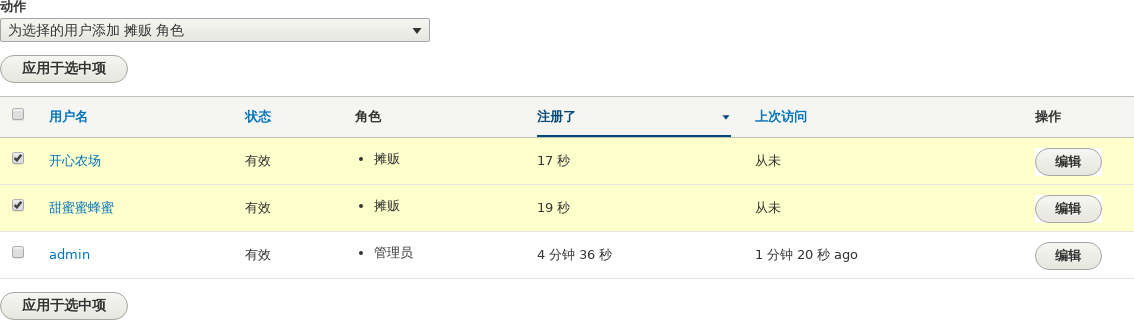 动作
为选择的用户添加 摊贩 角色
应用于选中项
用户名 状态 角色 注册了 上次访问 操作
开心农场 有效 • 摊贩 17 秒 从未 编辑
甜蜜蜜蜂蜜 有效 • 摊贩 19 秒 从未 编辑
admin 有效 • 管理员 4 分钟 36 秒 1 分钟 20 秒 ago 编辑
应用于选中项